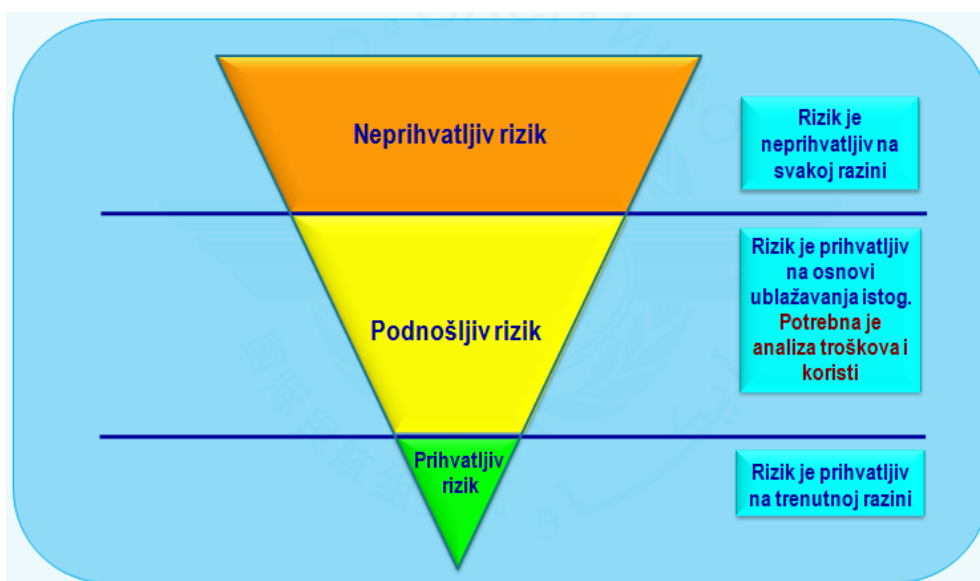 Neprihvatljiv rizik
Rizik je
neprihvatljiv na
svakoj razini
Podnošljiv rizik
Rizik je prihvatljiv
na osnovi
ublažavanja istog.
Potrebna je
analiza troškova i
koristi
Prihvatljiv
rizik
Rizik je prihvatljiv
na trenutnoj razini